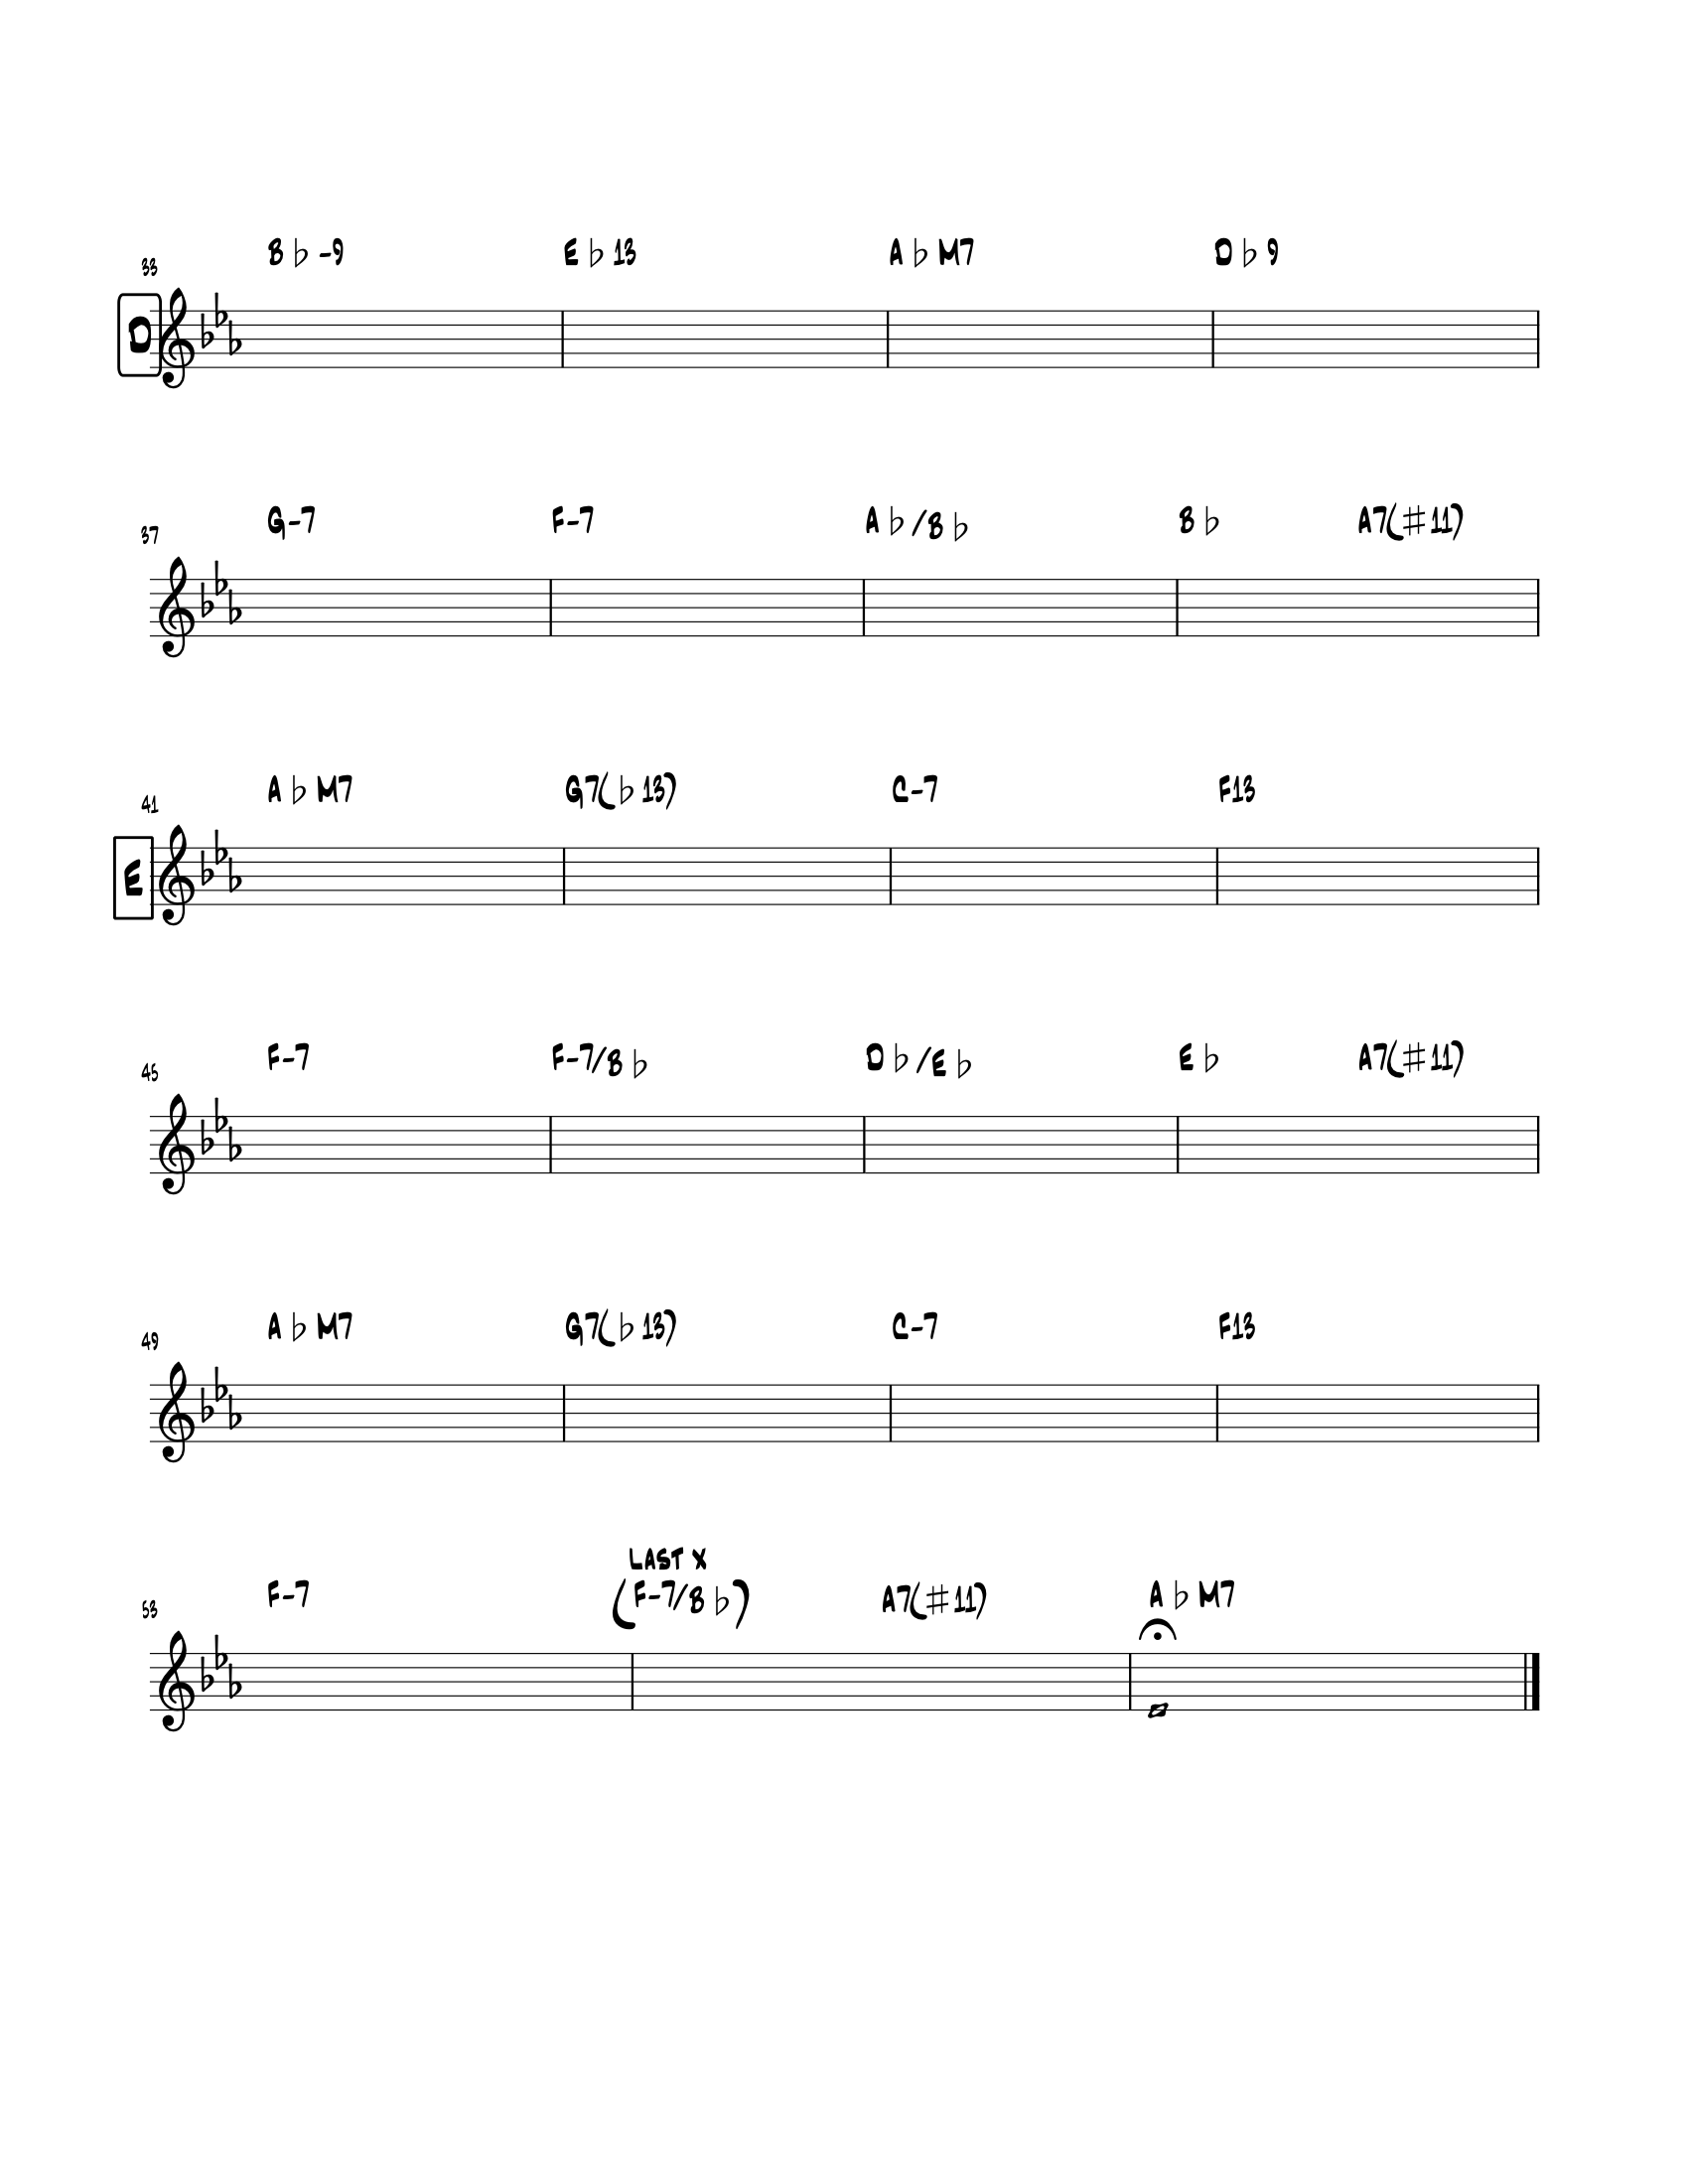 33 B♭-9 E♭13 A♭M7 D♭9
D
37 G-7 F-7 A♭/B♭ B♭ A7(♯11)
41 A♭M7 G7(♭13) C-7 F13
E
45 F-7 F-7/B♭ D♭/E♭ E♭ A7(♯11)
49 A♭M7 G7(♭13) C-7 F13
LAST X
53 F-7 (F-7/B♭) A7(♯11) A♭M7